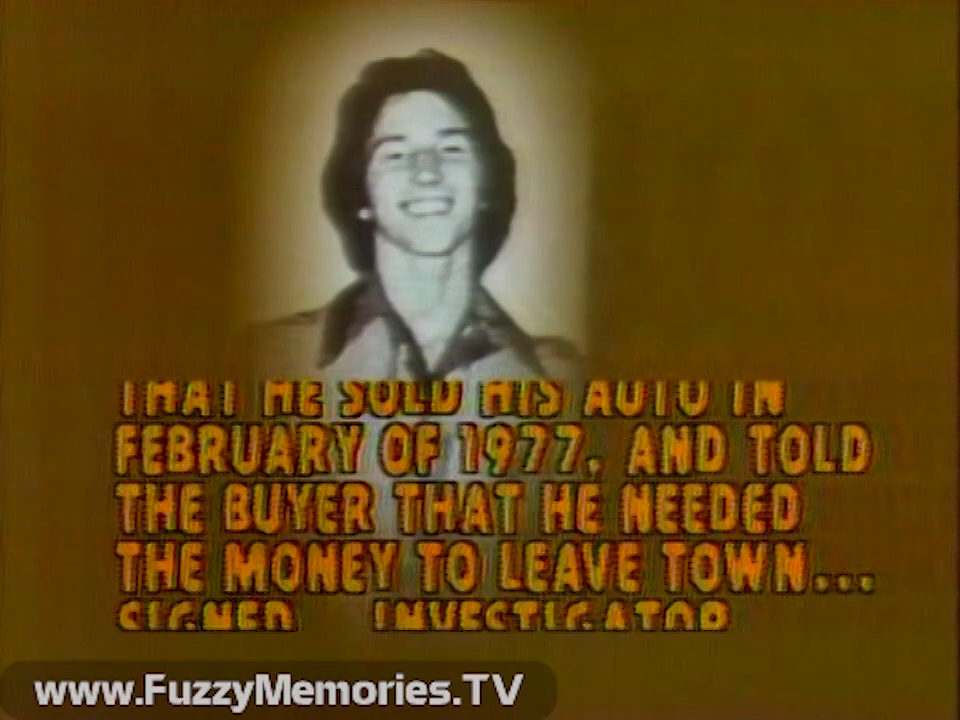 THAT HE SOLD HIS AUTO IN
FEBRUARY OF 1977, AND TOLD
THE BUYER THAT HE NEEDED
THE MONEY TO LEAVE TOWN...
SIGNED INVESTIGATOR
www.FuzzyMemories.TV